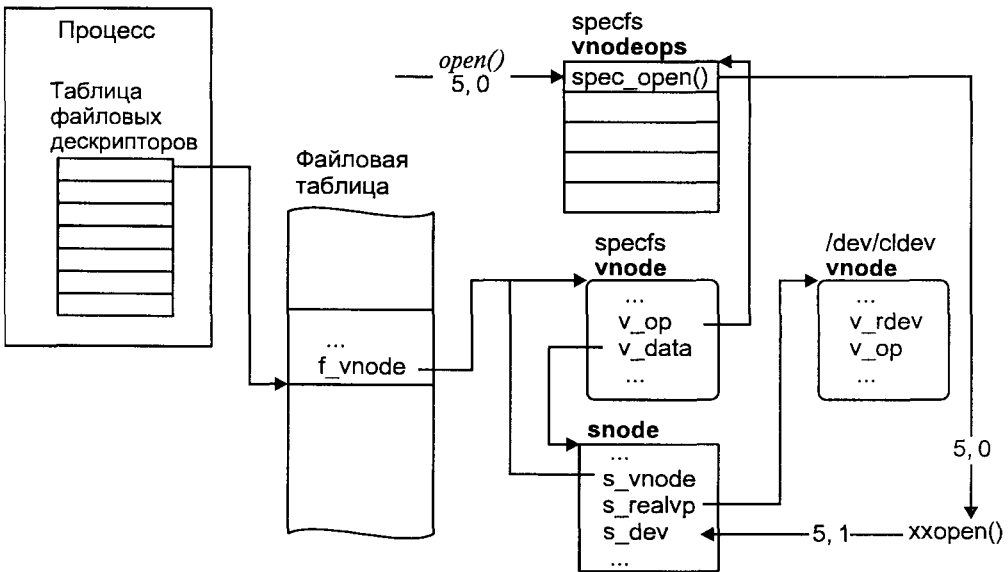 Процесс
Таблица
файловых
дескрипторов
Файловая
таблица
...
f_vnode
open()
5, 0
specfs
vnodeops
spec_open()
specfs
vnode
...
v_op
v_data
...
/dev/cldev
vnode
...
v_rdev
v_op
...
snode
...
s_vnode
s_realvp
s_dev
...
5, 0
5, 1
xxopen()